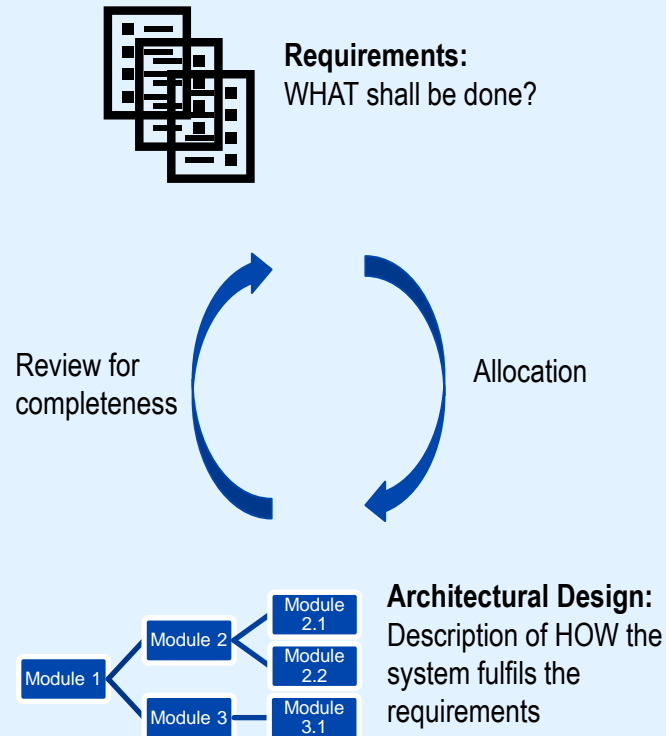 Requirements:
WHAT shall be done?
Review for
completeness
Allocation
Module 1
Module 2
Module 3
Module
2.1
Module
2.2
Module
3.1
Architectural Design:
Description of HOW the
system fulfils the
requirements